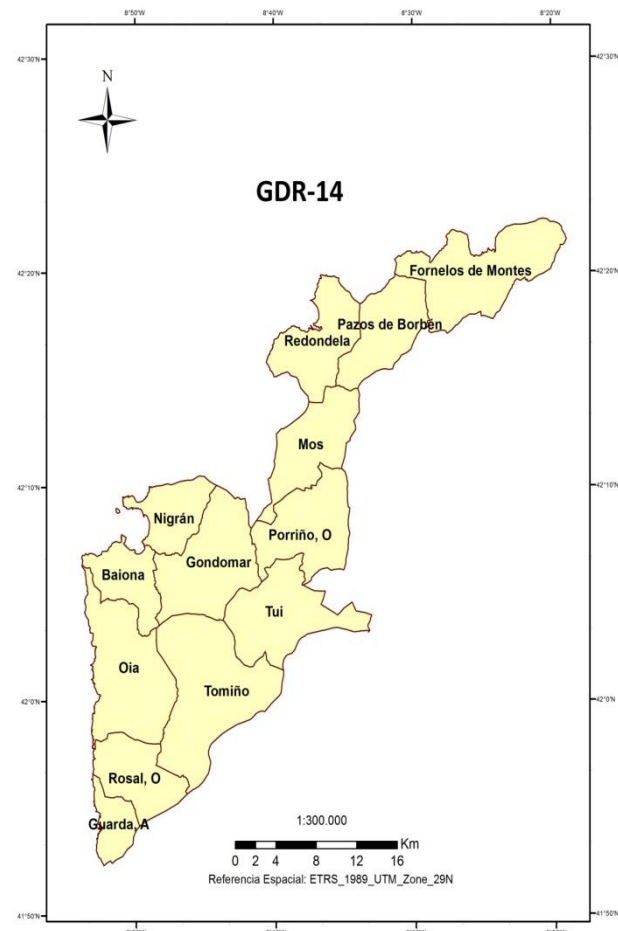 8°50'W 8°40'W 8°30'W 8°20'W
42°30'N 42°30'N
N
GDR-14
42°20'N 42°20'N
Fornelos de Montes
Pazos de Borbén
Redondela
Mos
42°10'N 42°10'N
Nigrán
Porriño, O
Gondomar
Baiona
Tui
Oia
Tomiño
42°0'N 42°0'N
Rosal, O
Guarda, A
1:300.000
Km
0 2 4 8 12 16
Referencia Espacial: ETRS_1989_UTM_Zone_29N
41°50'N 41°50'N